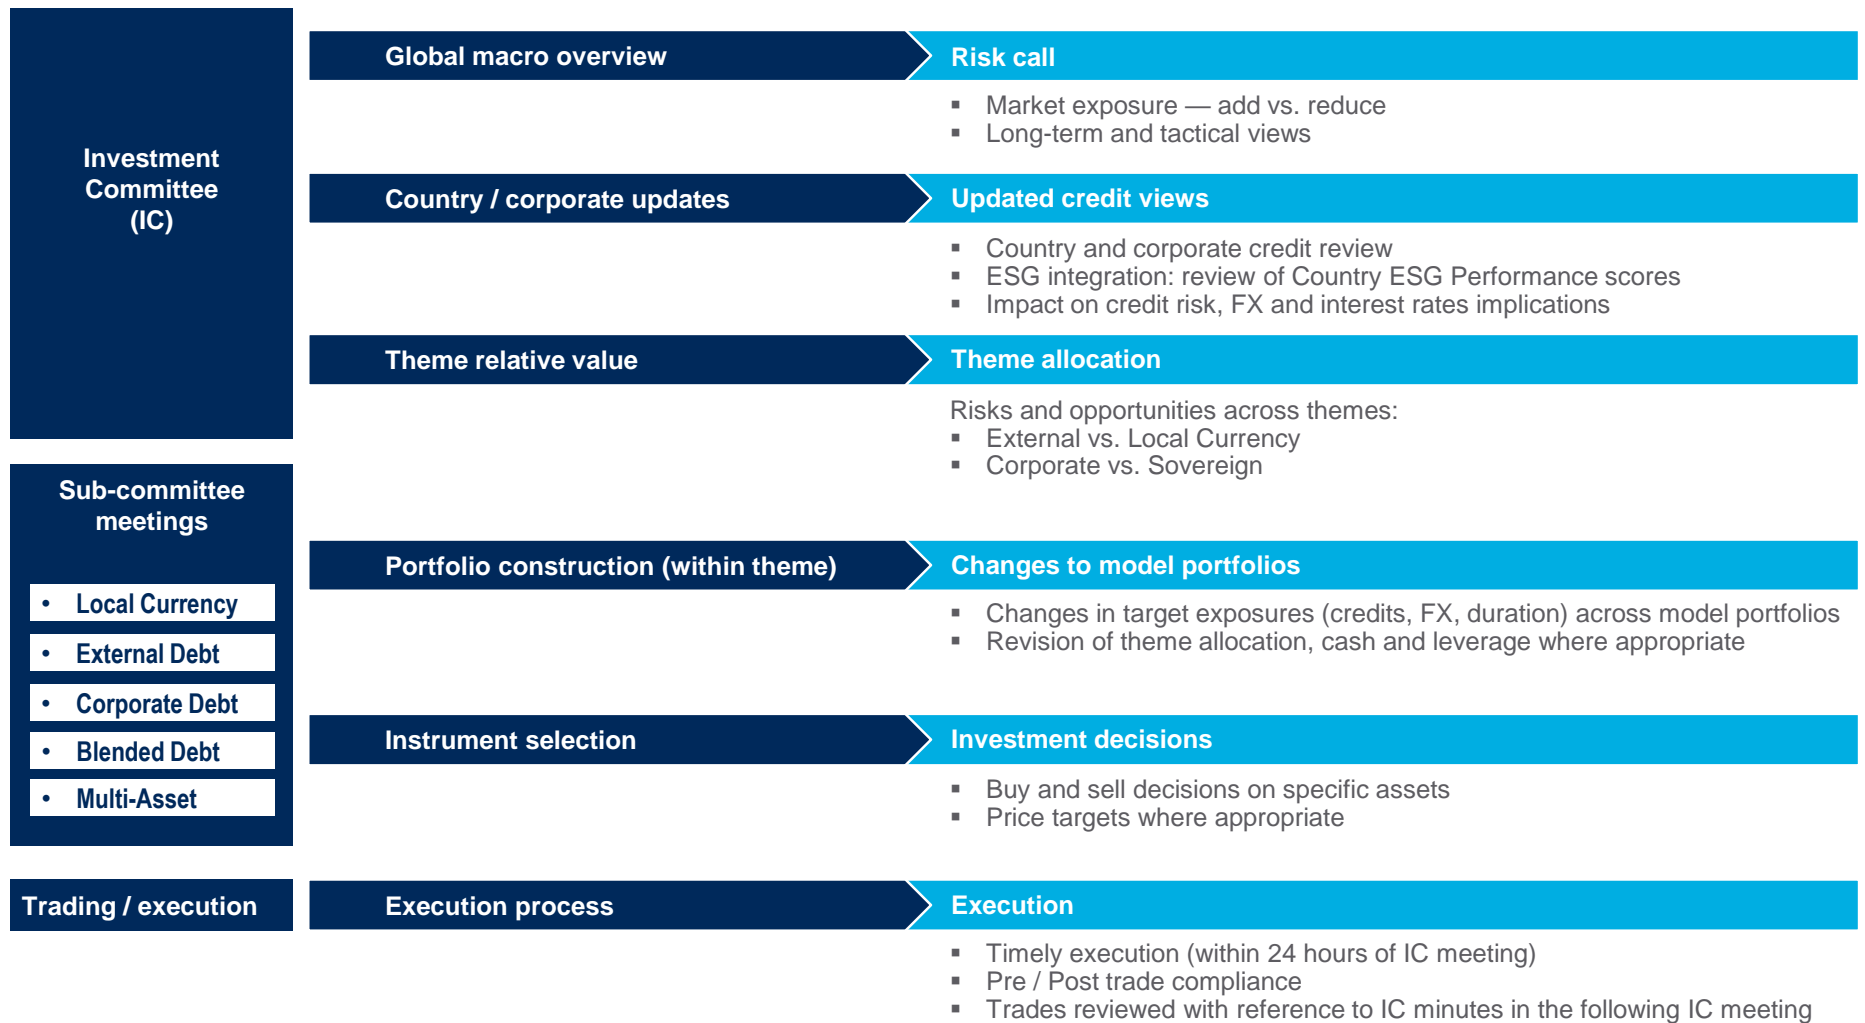 Investment
Committee
(IC)
Global macro overview
Risk call
▪ Market exposure — add vs. reduce
▪ Long-term and tactical views
Country / corporate updates
Updated credit views
▪ Country and corporate credit review
▪ ESG integration: review of Country ESG Performance scores
▪ Impact on credit risk, FX and interest rates implications
Theme relative value
Theme allocation
Risks and opportunities across themes:
▪ External vs. Local Currency
▪ Corporate vs. Sovereign
Sub-committee
meetings
• Local Currency
• External Debt
• Corporate Debt
• Blended Debt
• Multi-Asset
Portfolio construction (within theme)
Changes to model portfolios
▪ Changes in target exposures (credits, FX, duration) across model portfolios
▪ Revision of theme allocation, cash and leverage where appropriate
Instrument selection
Investment decisions
▪ Buy and sell decisions on specific assets
▪ Price targets where appropriate
Trading / execution
Execution process
Execution
▪ Timely execution (within 24 hours of IC meeting)
▪ Pre / Post trade compliance
▪ Trades reviewed with reference to IC minutes in the following IC meeting